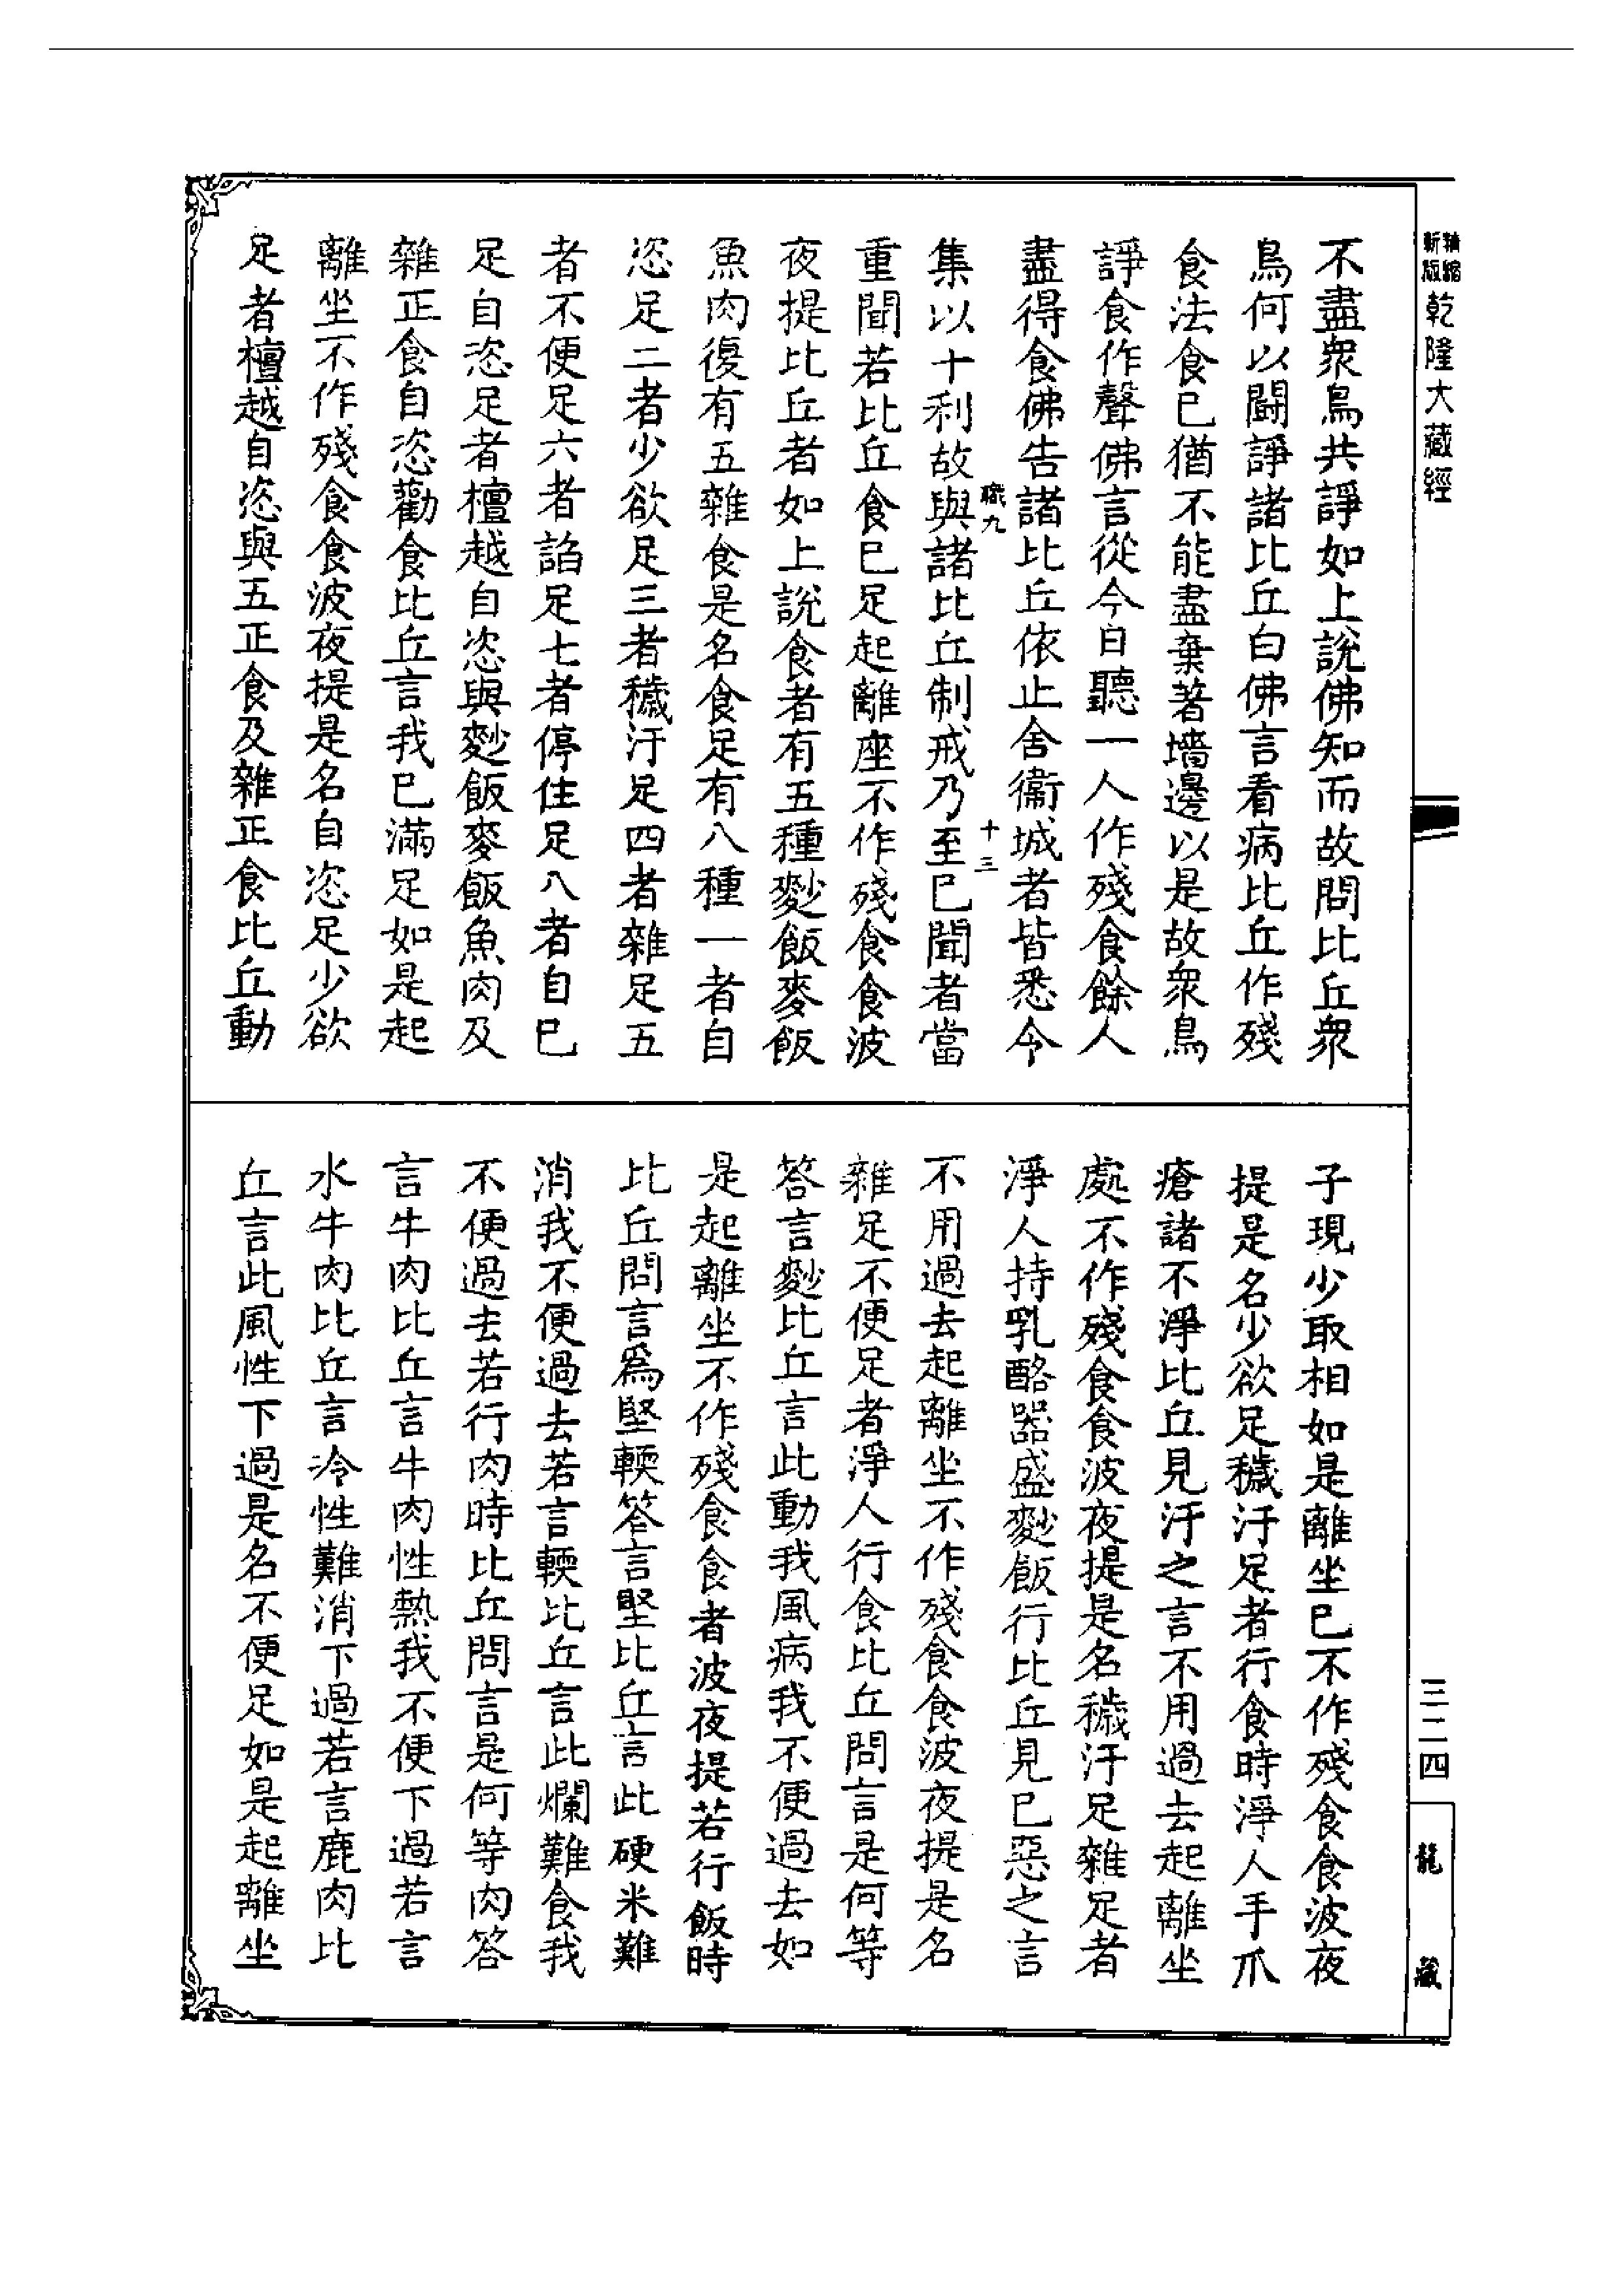 新版精縮乾隆大藏經
不盡衆鳥共諍如上說佛知而故問比丘衆
鳥何以鬪諍諸比丘白佛言看病比丘作殘
食法食已猶不能盡棄著墻邊以是故衆鳥
諍食作聲佛言從今日聽一人作殘食餘人
盡得食佛告諸比丘依止舍衞城者皆悉令
職九 十三
集以十利故與諸比丘制戒乃至已聞者當
重聞若比丘食已足起離座不作殘食食波
夜提比丘者如上說食者有五種麨飯麥飯
魚肉復有五雜食是名食足有八種一者自
恣足二者少欲足三者穢汙足四者雜足五
者不便足六者諂足七者停住足八者自已
足自恣足者檀越自恣與麨飯麥飯魚肉及
雜正食自恣勸食比丘言我已滿足如是起
離坐不作殘食食波夜提是名自恣足少欲
足者檀越自恣與五正食及雜正食比丘動
子現少取相如是離坐已不作殘食食波夜
提是名少欲足穢汙足者行食時淨人手爪
瘡諸不淨比丘見汙之言不用過去起離坐
處不作殘食食波夜提是名穢汙足雜足者
淨人持乳酪器盛麨飯行比丘見已惡之言
不用過去起離坐不作殘食食波夜提是名
雜足不便足者淨人行食比丘問言是何等
答言麨比丘言此動我風病我不便過去如
是起離坐不作殘食食者波夜提若行飯時
比丘問言爲堅輭答言堅比丘言此硬米難
消我不便過去若言輭比丘言此爛難食我
不便過去若行肉時比丘問言是何等肉答
言牛肉比丘言牛肉性熱我不便下過若言
水牛肉比丘言冷性難消下過若言鹿肉比
丘言此風性下過是名不便足如是起離坐
三二四
龍藏